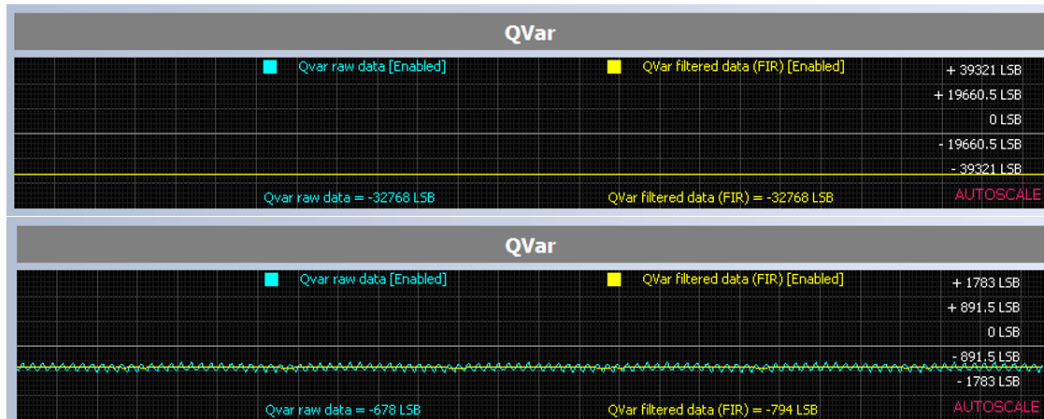 QVar
Qvar raw data [Enabled]
QVar filtered data (FIR) [Enabled]
+ 39321 LSB
+ 19660.5 LSB
0 LSB
- 19660.5 LSB
- 39321 LSB
Qvar raw data = -32768 LSB
QVar filtered data (FIR) = -32768 LSB
AUTOSCALE
QVar
Qvar raw data [Enabled]
QVar filtered data (FIR) [Enabled]
+ 1783 LSB
+ 891.5 LSB
0 LSB
- 891.5 LSB
- 1783 LSB
Qvar raw data = -678 LSB
QVar filtered data (FIR) = -794 LSB
AUTOSCALE